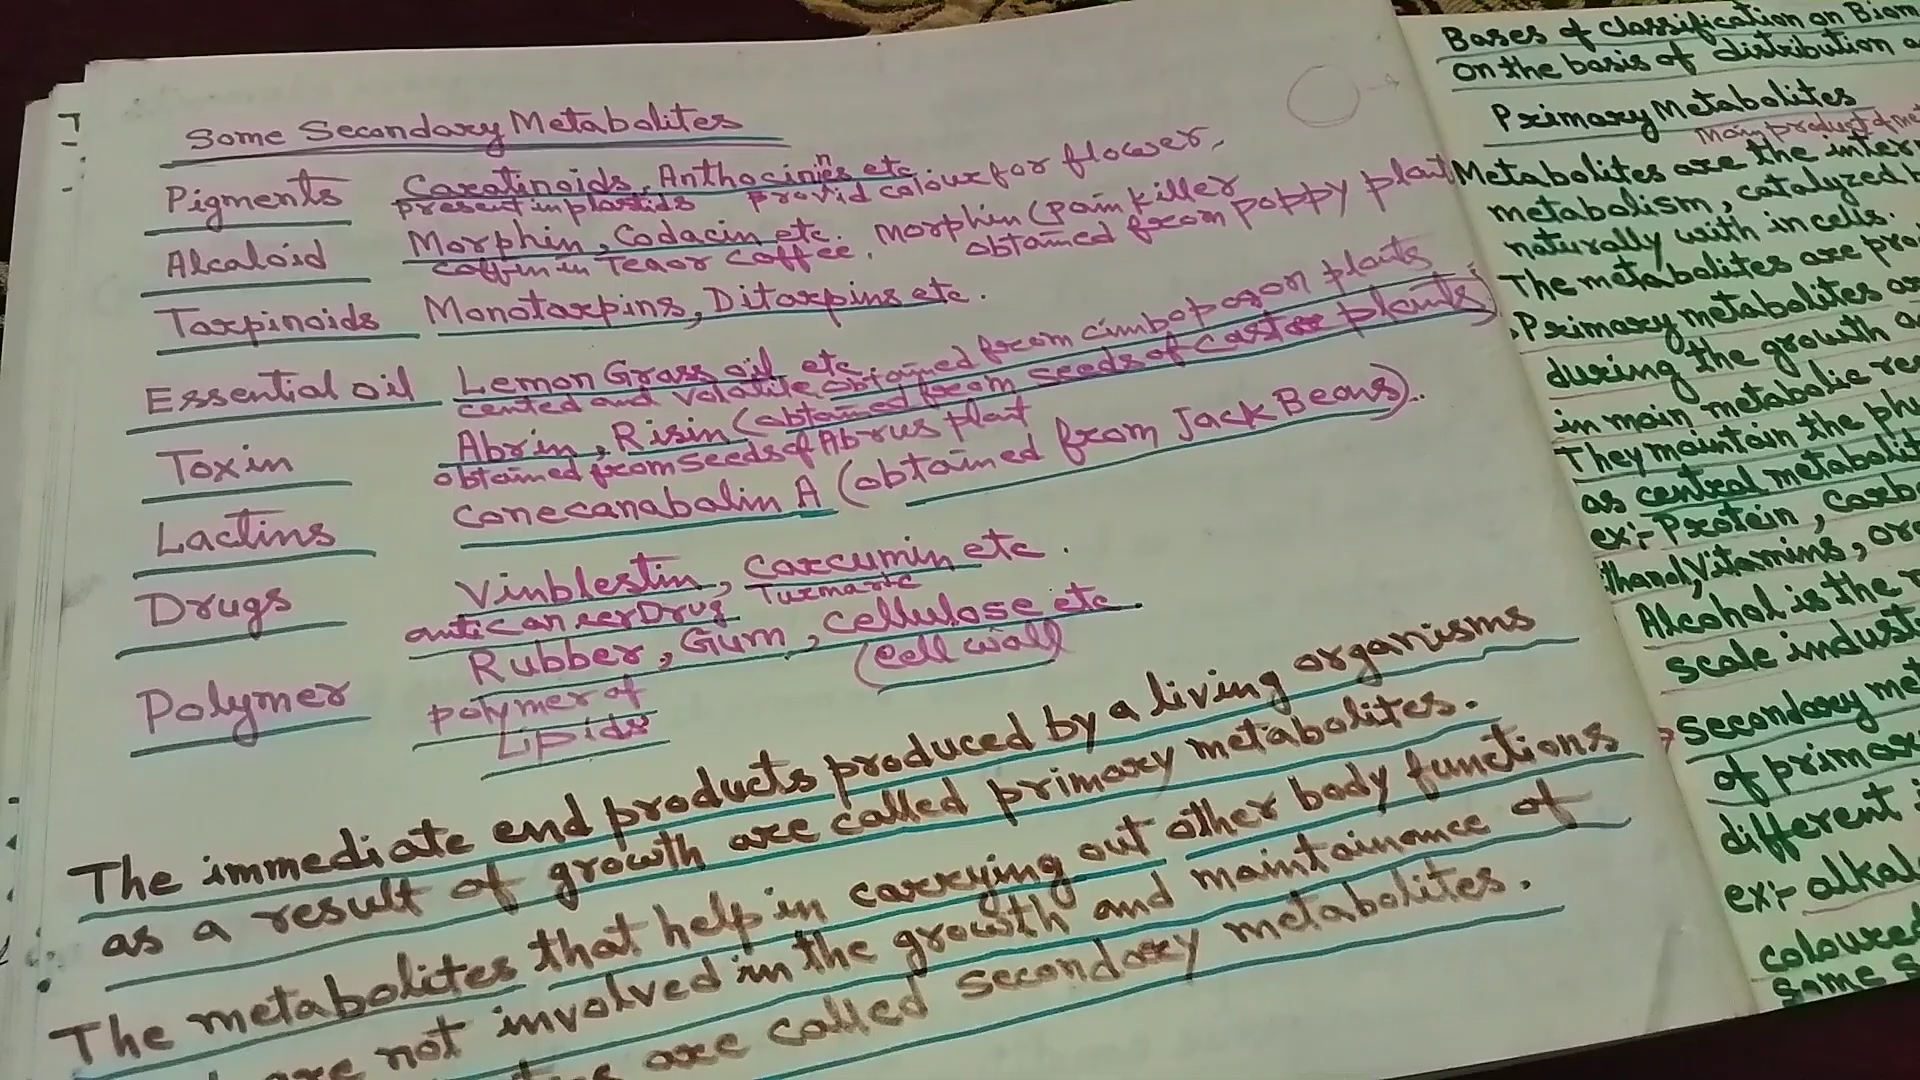 Some Secondary Metabolites
Pigments Carotinoids, Anthocinins etc
present in plastids provid colour for flower.
Alcaloid Morphin, Codacin etc. Morphin (Pain killer
coffin in Tea or coffee. obtained from poppy plant
Tarpinoids Monotarpins, Ditarpins etc.
Essential oil Lemon Grass oil etc
cented and volatile obtained from cimbopogon plants
Toxin Abrin, Risin (obtained from seeds of castor plants)
obtained from seeds of Abrus plant
Lactins Conecanabalin A (obtained from Jack Beans).
Drugs Vinblestin, Carcumin etc.
anticancer Drug Turmaric
Polymer Rubber, Gum, cellulose etc.
polymer of (cell wall)
Lipids
The immediate end products produced by a living organisms
as a result of growth are called primary metabolites.
The metabolites that help in carrying out other body functions
are not involved in the growth and maintainance of
are called secondary metabolites.
Bases of classification on Biom
on the basis of distribution a
Primary Metabolites
Many product of me
Metabolites are the inter
metabolism, catalyzed b
naturally with in cells.
The metabolites are pro
Primary metabolites ar
during the growth a
in main metabolic res
They maintain the ph
as central metabolit
ex:- Protein, Carb
thanol, Vitamins, or
Alcohol is the
scale indust
Secondary met
of primar
different
ex:- alkal
coloured
some s